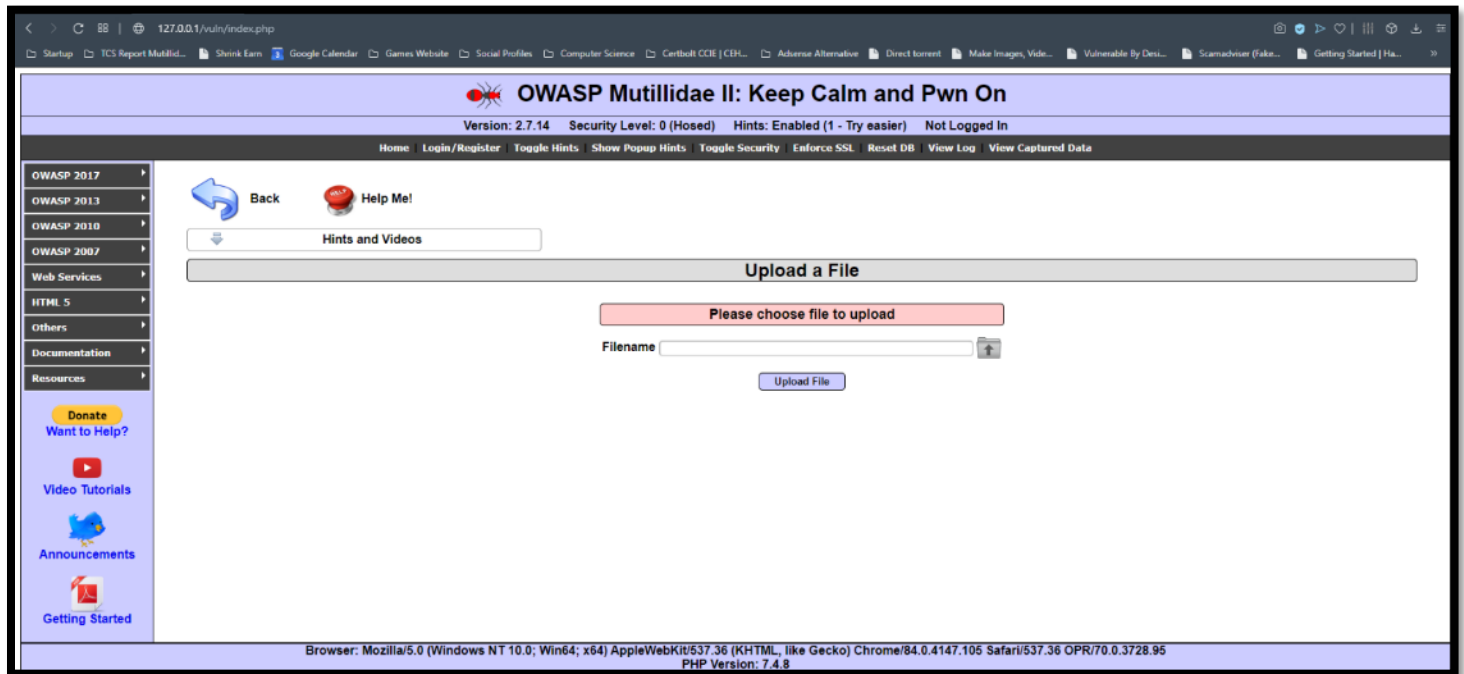 127.0.0.1/vuln/index.php
Startup TCS Report Mutillid... Shrink Earn Google Calendar Games Website Social Profiles Computer Science Certbolt CCIE | CEH... Adsense Alternative Direct torrent Make Images, Vide... Vulnerable By Desi... Scamadviser (Fake... Getting Started | Ha... »
OWASP Mutillidae II: Keep Calm and Pwn On
Version: 2.7.14 Security Level: 0 (Hosed) Hints: Enabled (1 - Try easier) Not Logged In
Home | Login/Register | Toggle Hints | Show Popup Hints | Toggle Security | Enforce SSL | Reset DB | View Log | View Captured Data
OWASP 2017
OWASP 2013
OWASP 2010
OWASP 2007
Web Services
HTML 5
Others
Documentation
Resources
Donate
Want to Help?
Video Tutorials
Announcements
Getting Started
Back
HELP Help Me!
Hints and Videos
Upload a File
Please choose file to upload
Filename
Upload File
Browser: Mozilla/5.0 (Windows NT 10.0; Win64; x64) AppleWebKit/537.36 (KHTML, like Gecko) Chrome/84.0.4147.105 Safari/537.36 OPR/70.0.3728.95
PHP Version: 7.4.8